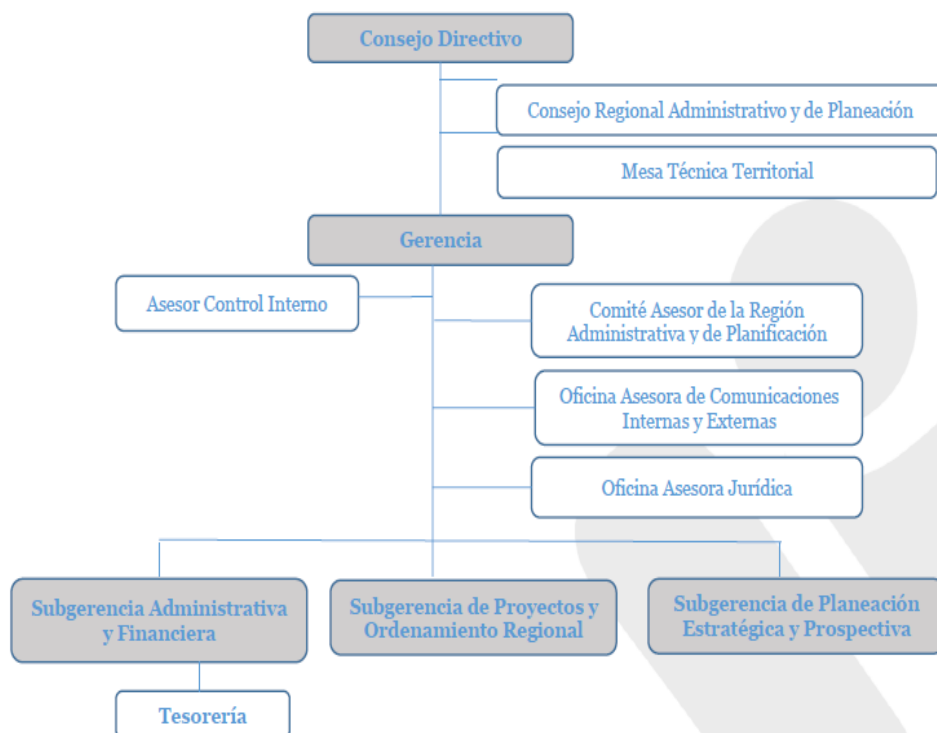 Consejo Directivo
Consejo Regional Administrativo y de Planeación
Mesa Técnica Territorial
Gerencia
Asesor Control Interno
Comité Asesor de la Región
Administrativa y de Planificación
Oficina Asesora de Comunicaciones
Internas y Externas
Oficina Asesora Jurídica
Subgerencia Administrativa
y Financiera
Subgerencia de Proyectos y
Ordenamiento Regional
Subgerencia de Planeación
Estratégica y Prospectiva
Tesorería